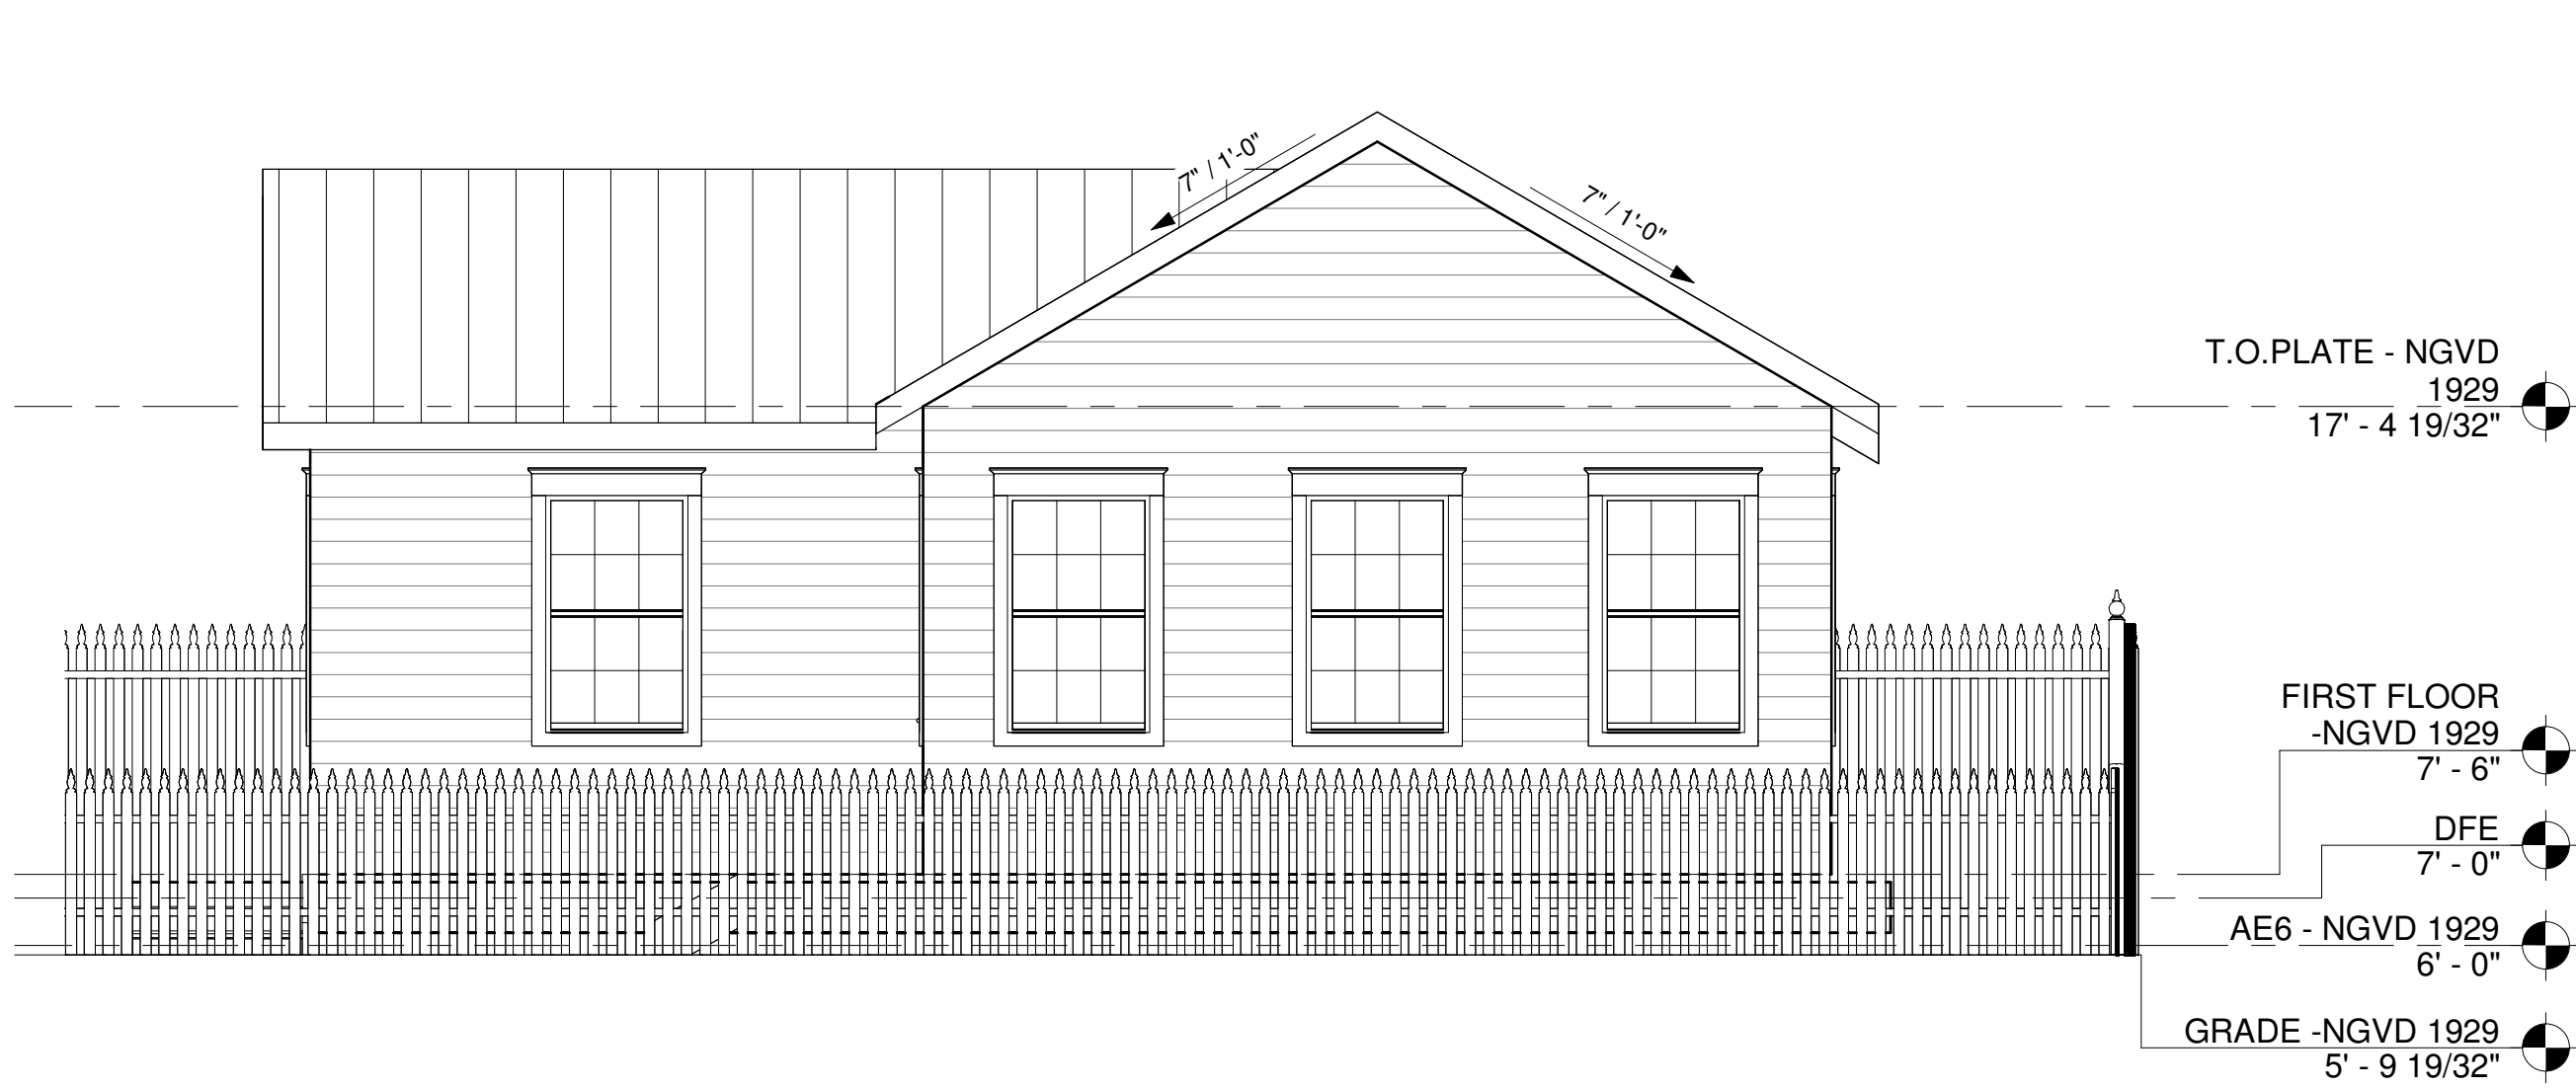 7" / 1'-0"
7" / 1'-0"
T.O.PLATE - NGVD
1929
17' - 4 19/32"
FIRST FLOOR
-NGVD 1929
7' - 6"
DFE
7' - 0"
AE6 - NGVD 1929
6' - 0"
GRADE -NGVD 1929
5' - 9 19/32"